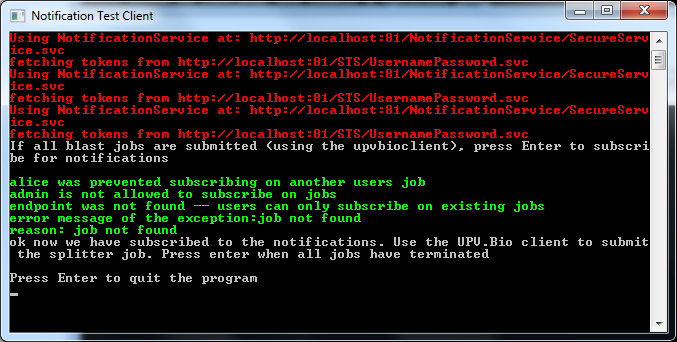 Notification Test Client
Using NotificationService at: http://localhost:81/NotificationService/SecureServ
ice.svc
fetching tokens from http://localhost:81/STS/UsernamePassword.svc
Using NotificationService at: http://localhost:81/NotificationService/SecureServ
ice.svc
fetching tokens from http://localhost:81/STS/UsernamePassword.svc
Using NotificationService at: http://localhost:81/NotificationService/SecureServ
ice.svc
fetching tokens from http://localhost:81/STS/UsernamePassword.svc
If all blast jobs are submitted (using the upvbioclient), press Enter to subscri
be for notifications
alice was prevented subscribing on another users job
admin is not allowed to subscribe on jobs
endpoint was not found -- users can only subscribe on existing jobs
error message of the exception:job not found
reason: job not found
ok now we have subscribed to the notifications. Use the UPV.Bio client to submit
the splitter job. Press enter when all jobs have terminated
Press Enter to quit the program